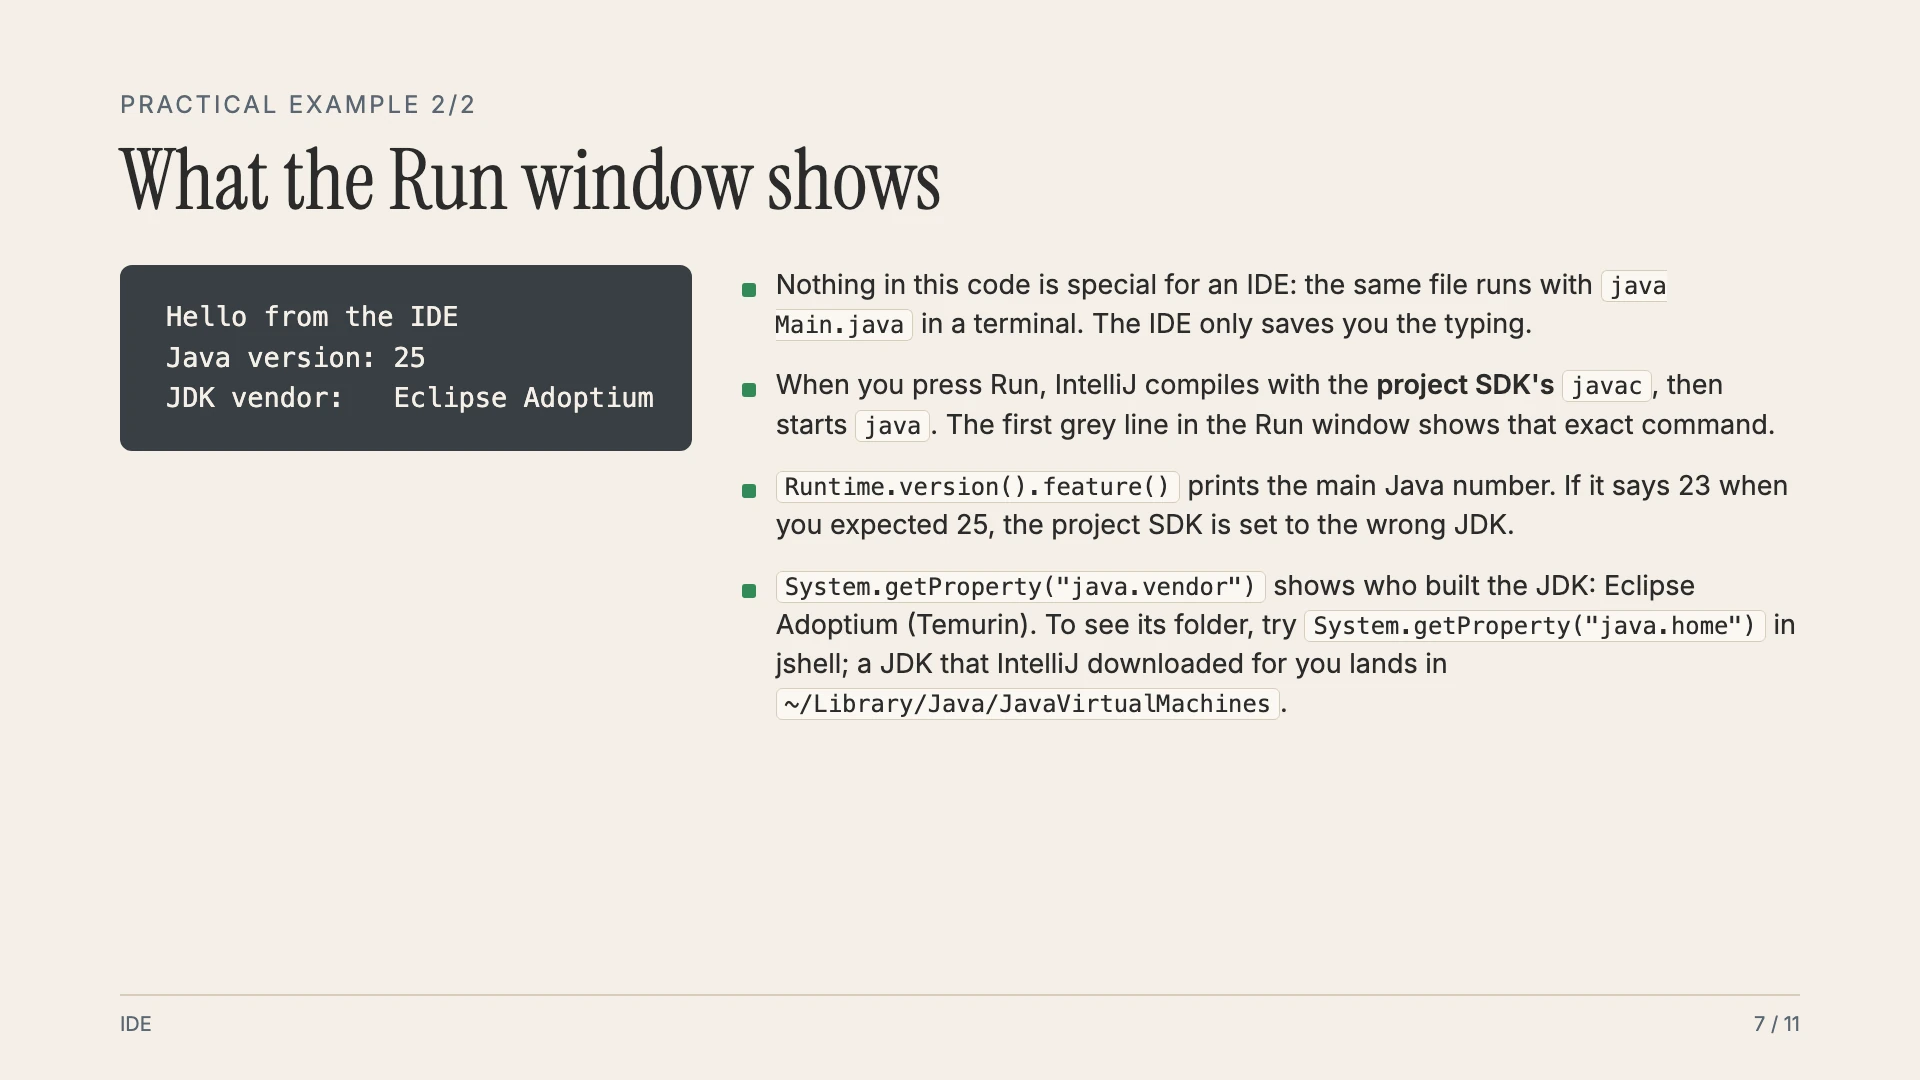 PRACTICAL EXAMPLE 2/2
What the Run window shows
Hello from the IDE
Java version: 25
JDK vendor:   Eclipse Adoptium
Nothing in this code is special for an IDE: the same file runs with java
Main.java in a terminal. The IDE only saves you the typing.
When you press Run, IntelliJ compiles with the project SDK's javac, then
starts java. The first grey line in the Run window shows that exact command.
Runtime.version().feature() prints the main Java number. If it says 23 when
you expected 25, the project SDK is set to the wrong JDK.
System.getProperty("java.vendor") shows who built the JDK: Eclipse
Adoptium (Temurin). To see its folder, try System.getProperty("java.home") in
jshell; a JDK that IntelliJ downloaded for you lands in
~/Library/Java/JavaVirtualMachines.
IDE
7 / 11